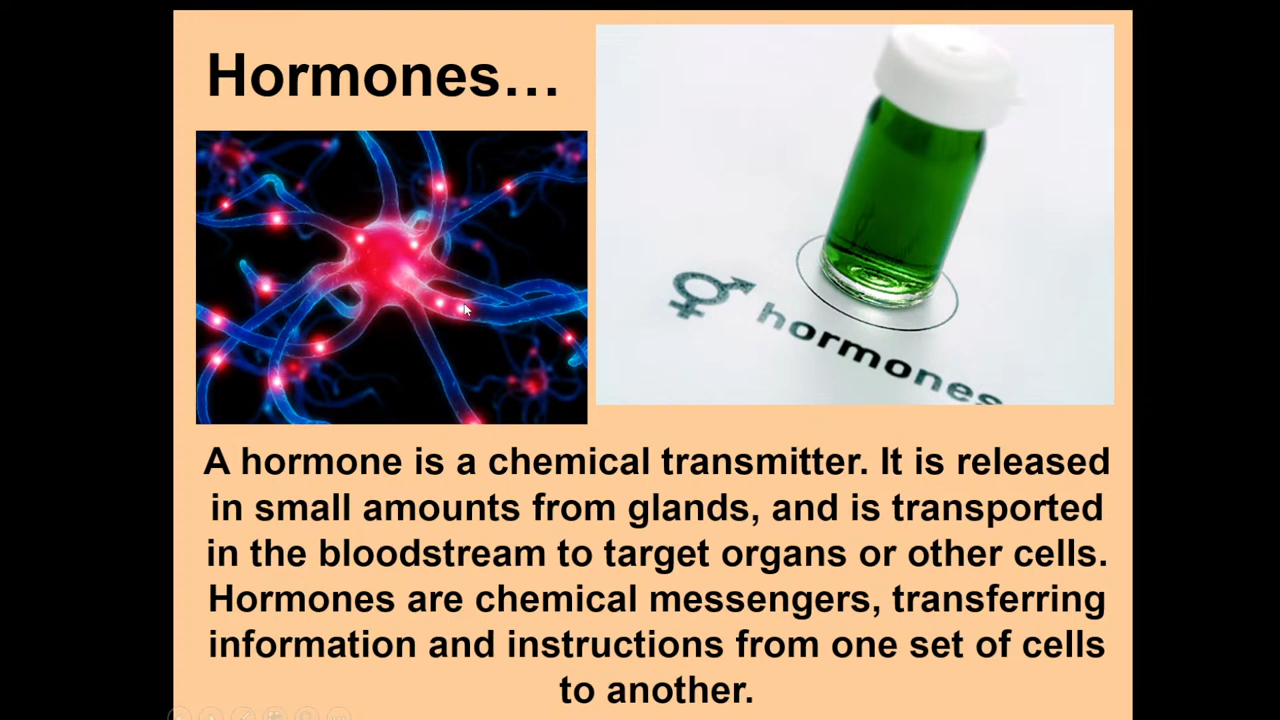 Hormones...
hormones
A hormone is a chemical transmitter. It is released
in small amounts from glands, and is transported
in the bloodstream to target organs or other cells.
Hormones are chemical messengers, transferring
information and instructions from one set of cells
to another.